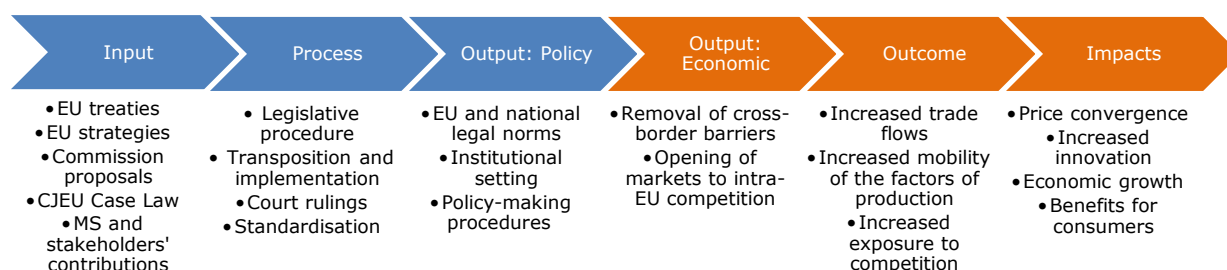 Input
Process
Output: Policy
Output:
Economic
Outcome
Impacts
•EU treaties
•EU strategies
•Commission
proposals
•CJEU Case Law
•MS and
stakeholders'
contributions
• Legislative
procedure
• Transposition and
implementation
•Court rulings
•Standardisation
•EU and national
legal norms
•Institutional
setting
•Policy-making
procedures
•Removal of cross-
border barriers
•Opening of
markets to intra-
EU competition
•Increased trade
flows
•Increased mobility
of the factors of
production
•Increased
exposure to
competition
•Price convergence
•Increased
innovation
•Economic growth
•Benefits for
consumers